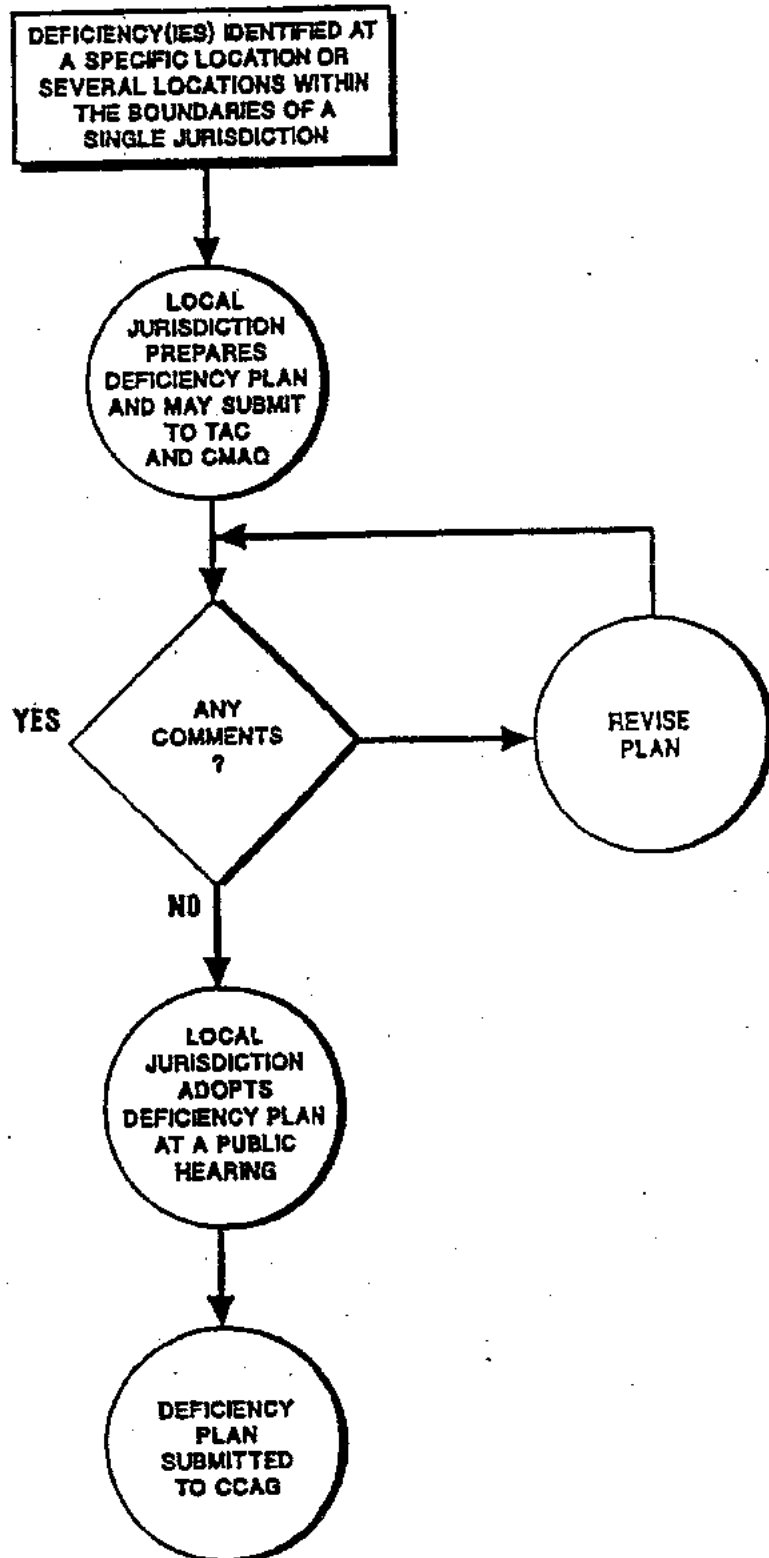 DEFICIENCY(IES) IDENTIFIED AT
A SPECIFIC LOCATION OR
SEVERAL LOCATIONS WITHIN
THE BOUNDARIES OF A
SINGLE JURISDICTION
LOCAL
JURISDICTION
PREPARES
DEFICIENCY PLAN
AND MAY SUBMIT
TO TAC
AND CMAQ
YES
ANY
COMMENTS
?
REVISE
PLAN
NO
LOCAL
JURISDICTION
ADOPTS
DEFICIENCY PLAN
AT A PUBLIC
HEARING
DEFICIENCY
PLAN
SUBMITTED
TO CCAG